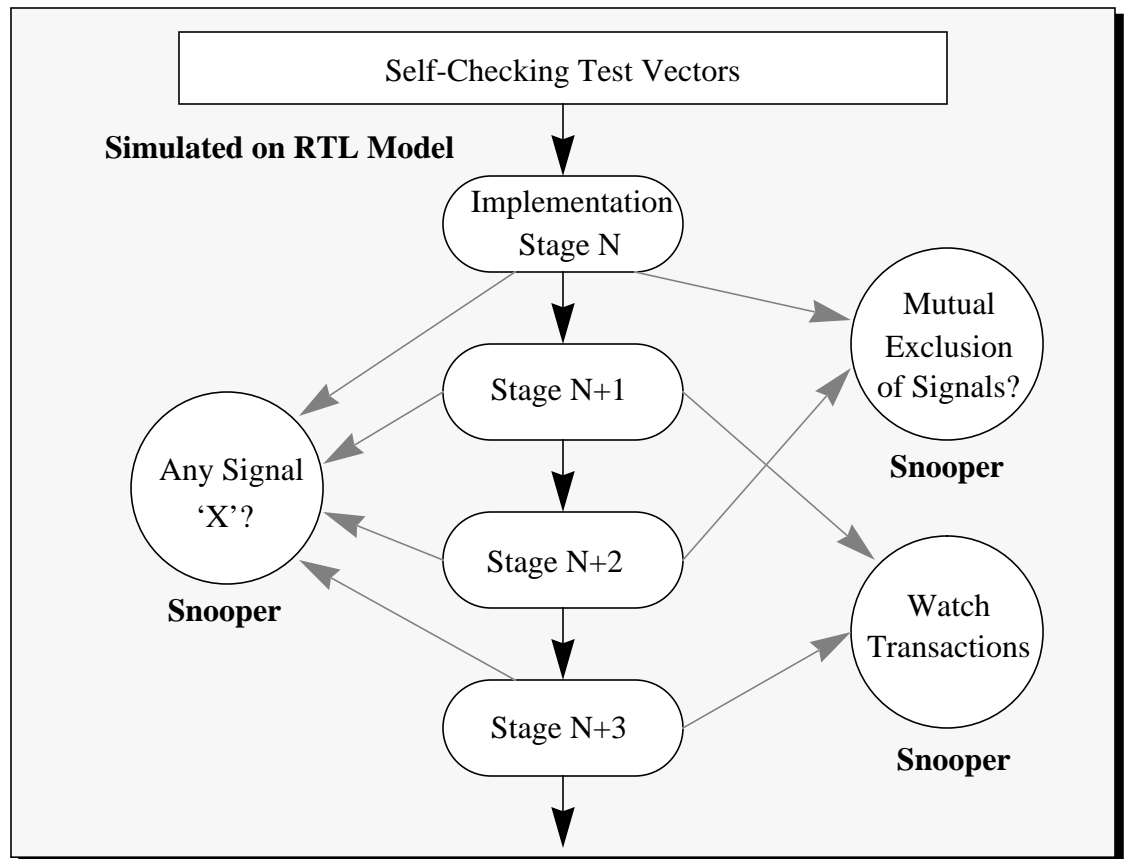 Self-Checking Test Vectors
Simulated on RTL Model
Implementation
Stage N
Mutual
Exclusion
of Signals?
Snooper
Stage N+1
Any Signal
‘X’?
Snooper
Stage N+2
Watch
Transactions
Snooper
Stage N+3